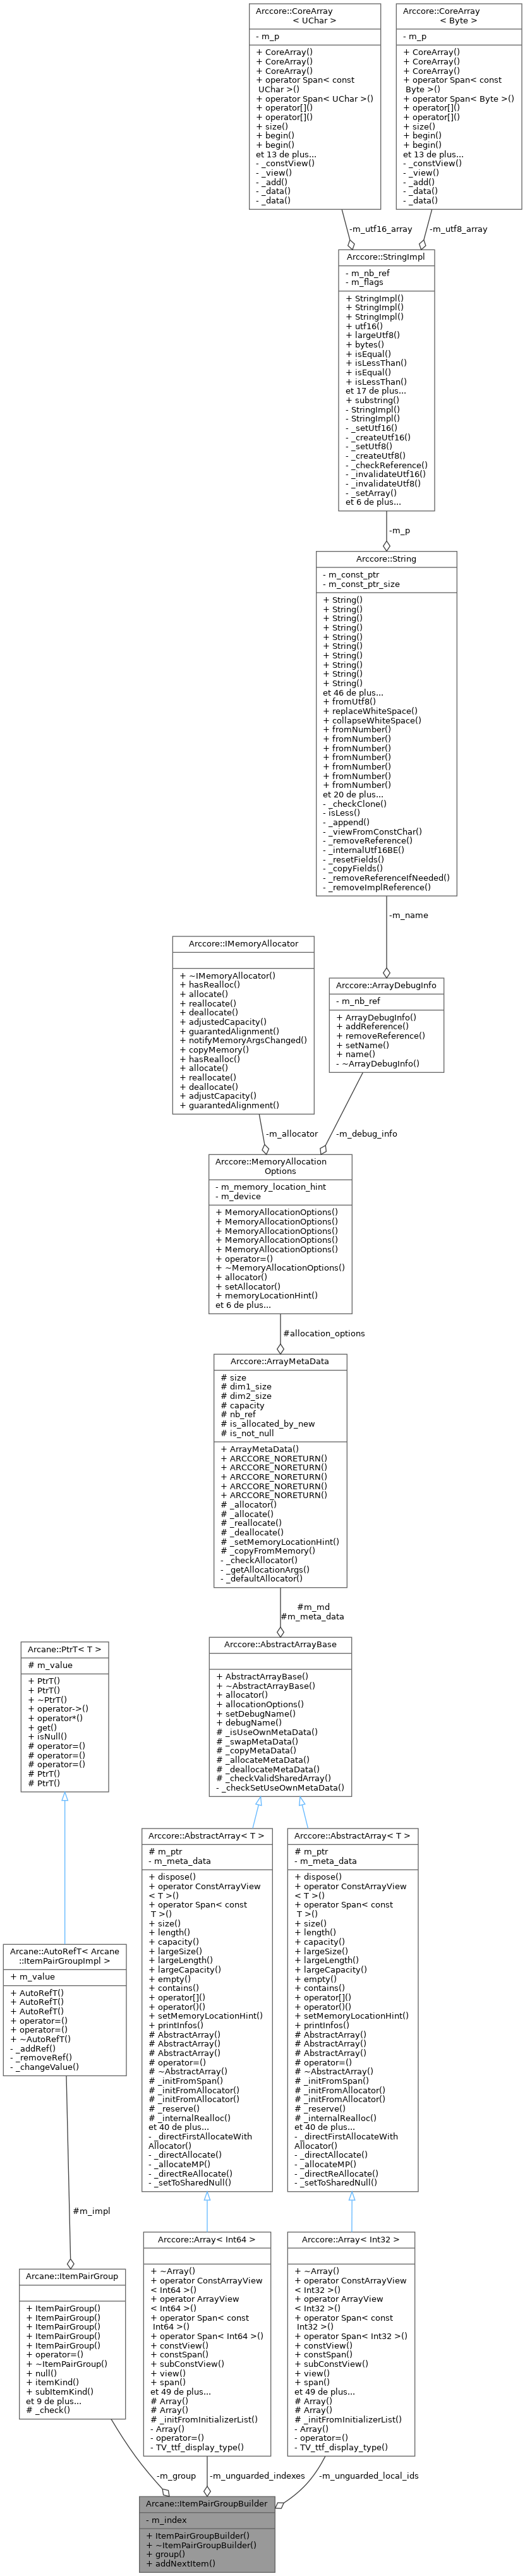 Arccore::CoreArray
< UChar >
- m_p
+ CoreArray()
+ CoreArray()
+ CoreArray()
+ operator Span< const
UChar >()
+ operator Span< UChar >()
+ operator[]()
+ operator[]()
+ size()
+ begin()
+ begin()
et 13 de plus...
- _constView()
- _view()
- _add()
- _data()
- _data()
Arccore::CoreArray
< Byte >
- m_p
+ CoreArray()
+ CoreArray()
+ CoreArray()
+ operator Span< const
Byte >()
+ operator Span< Byte >()
+ operator[]()
+ operator[]()
+ size()
+ begin()
+ begin()
et 13 de plus...
- _constView()
- _view()
- _add()
- _data()
- _data()
-m_utf16_array
-m_utf8_array
Arccore::StringImpl
- m_nb_ref
- m_flags
+ StringImpl()
+ StringImpl()
+ StringImpl()
+ utf16()
+ largeUtf8()
+ bytes()
+ isEqual()
+ isLessThan()
+ isEqual()
+ isLessThan()
et 17 de plus...
+ substring()
- StringImpl()
- StringImpl()
- _setUtf16()
- _createUtf16()
- _setUtf8()
- _createUtf8()
- _checkReference()
- _invalidateUtf16()
- _invalidateUtf8()
- _setArray()
et 6 de plus...
-m_p
Arccore::String
- m_const_ptr
- m_const_ptr_size
+ String()
+ String()
+ String()
+ String()
+ String()
+ String()
+ String()
+ String()
+ String()
+ String()
et 46 de plus...
+ fromUtf8()
+ replaceWhiteSpace()
+ collapseWhiteSpace()
+ fromNumber()
+ fromNumber()
+ fromNumber()
+ fromNumber()
+ fromNumber()
+ fromNumber()
+ fromNumber()
et 20 de plus...
- _checkClone()
- isLess()
- _append()
- _viewFromConstChar()
- _removeReference()
- _internalUtf16BE()
- _resetFields()
- _copyFields()
- _removeReferenceIfNeeded()
- _removeImplReference()
-m_name
Arccore::IMemoryAllocator
+ ~IMemoryAllocator()
+ hasRealloc()
+ allocate()
+ reallocate()
+ deallocate()
+ adjustedCapacity()
+ guarantedAlignment()
+ notifyMemoryArgsChanged()
+ copyMemory()
+ hasRealloc()
+ allocate()
+ reallocate()
+ deallocate()
+ adjustCapacity()
+ guarantedAlignment()
Arccore::ArrayDebugInfo
- m_nb_ref
+ ArrayDebugInfo()
+ addReference()
+ removeReference()
+ setName()
+ name()
- ~ArrayDebugInfo()
-m_allocator
-m_debug_info
Arccore::MemoryAllocation
Options
- m_memory_location_hint
- m_device
+ MemoryAllocationOptions()
+ MemoryAllocationOptions()
+ MemoryAllocationOptions()
+ MemoryAllocationOptions()
+ MemoryAllocationOptions()
+ operator=()
+ ~MemoryAllocationOptions()
+ allocator()
+ setAllocator()
+ memoryLocationHint()
et 6 de plus...
#allocation_options
Arccore::ArrayMetaData
# size
# dim1_size
# dim2_size
# capacity
# nb_ref
# is_allocated_by_new
# is_not_null
+ ArrayMetaData()
+ ARCCORE_NORETURN()
+ ARCCORE_NORETURN()
+ ARCCORE_NORETURN()
+ ARCCORE_NORETURN()
+ ARCCORE_NORETURN()
# _allocator()
# _allocate()
# _reallocate()
# _deallocate()
# _setMemoryLocationHint()
# _copyFromMemory()
- _checkAllocator()
- _getAllocationArgs()
- _defaultAllocator()
#m_md
#m_meta_data
Arccore::AbstractArrayBase
+ AbstractArrayBase()
+ ~AbstractArrayBase()
+ allocator()
+ allocationOptions()
+ setDebugName()
+ debugName()
# _isUseOwnMetaData()
# _swapMetaData()
# _copyMetaData()
# _allocateMetaData()
# _deallocateMetaData()
# _checkValidSharedArray()
- _checkSetUseOwnMetaData()
Arcane::PtrT< T >
# m_value
+ PtrT()
+ PtrT()
+ ~PtrT()
+ operator->()
+ operator*()
+ get()
+ isNull()
# operator=()
# operator=()
# operator=()
# PtrT()
# PtrT()
Arccore::AbstractArray< T >
# m_ptr
- m_meta_data
+ dispose()
+ operator ConstArrayView
< T >()
+ operator Span< const
T >()
+ size()
+ length()
+ capacity()
+ largeSize()
+ largeLength()
+ largeCapacity()
+ empty()
+ contains()
+ operator[]()
+ operator()()
+ setMemoryLocationHint()
+ printInfos()
# AbstractArray()
# AbstractArray()
# AbstractArray()
# operator=()
# ~AbstractArray()
# _initFromSpan()
# _initFromAllocator()
# _initFromAllocator()
# _reserve()
# _internalRealloc()
et 40 de plus...
- _directFirstAllocateWith
Allocator()
- _directAllocate()
- _allocateMP()
- _directReAllocate()
- _setToSharedNull()
Arccore::AbstractArray< T >
# m_ptr
- m_meta_data
+ dispose()
+ operator ConstArrayView
< T >()
+ operator Span< const
T >()
+ size()
+ length()
+ capacity()
+ largeSize()
+ largeLength()
+ largeCapacity()
+ empty()
+ contains()
+ operator[]()
+ operator()()
+ setMemoryLocationHint()
+ printInfos()
# AbstractArray()
# AbstractArray()
# AbstractArray()
# operator=()
# ~AbstractArray()
# _initFromSpan()
# _initFromAllocator()
# _initFromAllocator()
# _reserve()
# _internalRealloc()
et 40 de plus...
- _directFirstAllocateWith
Allocator()
- _directAllocate()
- _allocateMP()
- _directReAllocate()
- _setToSharedNull()
Arcane::AutoRefT< Arcane
::ItemPairGroupImpl >
+ m_value
+ AutoRefT()
+ AutoRefT()
+ AutoRefT()
+ operator=()
+ operator=()
+ ~AutoRefT()
- _addRef()
- _removeRef()
- _changeValue()
#m_impl
Arcane::ItemPairGroup
+ ItemPairGroup()
+ ItemPairGroup()
+ ItemPairGroup()
+ ItemPairGroup()
+ ItemPairGroup()
+ operator=()
+ ~ItemPairGroup()
+ null()
+ itemKind()
+ subItemKind()
et 9 de plus...
# _check()
Arccore::Array< Int64 >
+ ~Array()
+ operator ConstArrayView
< Int64 >()
+ operator ArrayView
< Int64 >()
+ operator Span< const
Int64 >()
+ operator Span< Int64 >()
+ constView()
+ constSpan()
+ subConstView()
+ view()
+ span()
et 49 de plus...
# Array()
# Array()
# _initFromInitializerList()
- Array()
- operator=()
- TV_ttf_display_type()
Arccore::Array< Int32 >
+ ~Array()
+ operator ConstArrayView
< Int32 >()
+ operator ArrayView
< Int32 >()
+ operator Span< const
Int32 >()
+ operator Span< Int32 >()
+ constView()
+ constSpan()
+ subConstView()
+ view()
+ span()
et 49 de plus...
# Array()
# Array()
# _initFromInitializerList()
- Array()
- operator=()
- TV_ttf_display_type()
-m_group
-m_unguarded_indexes
-m_unguarded_local_ids
Arcane::ItemPairGroupBuilder
- m_index
+ ItemPairGroupBuilder()
+ ~ItemPairGroupBuilder()
+ group()
+ addNextItem()